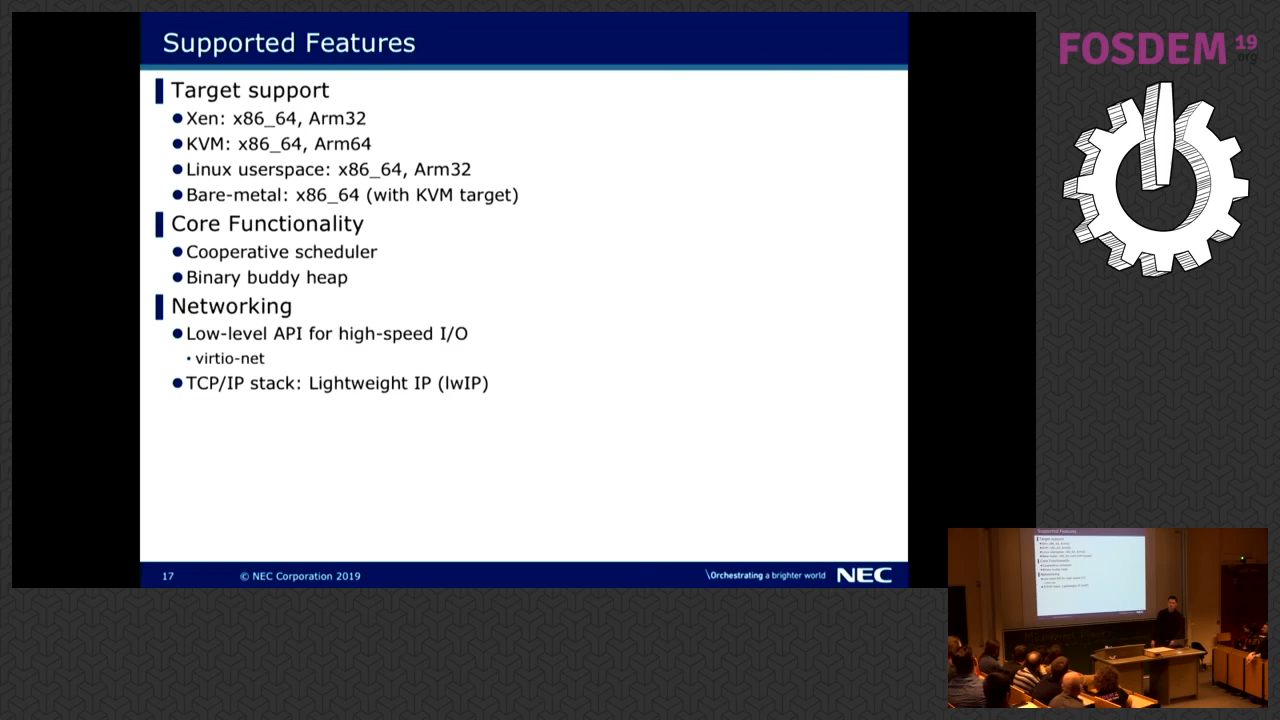 Supported Features
Target support
Xen: x86_64, Arm32
KVM: x86_64, Arm64
Linux userspace: x86_64, Arm32
Bare-metal: x86_64 (with KVM target)
Core Functionality
Cooperative scheduler
Binary buddy heap
Networking
Low-level API for high-speed I/O
virtio-net
TCP/IP stack: Lightweight IP (lwIP)
17
© NEC Corporation 2019
\Orchestrating a brighter world
NEC
FOSDEM 19
.org